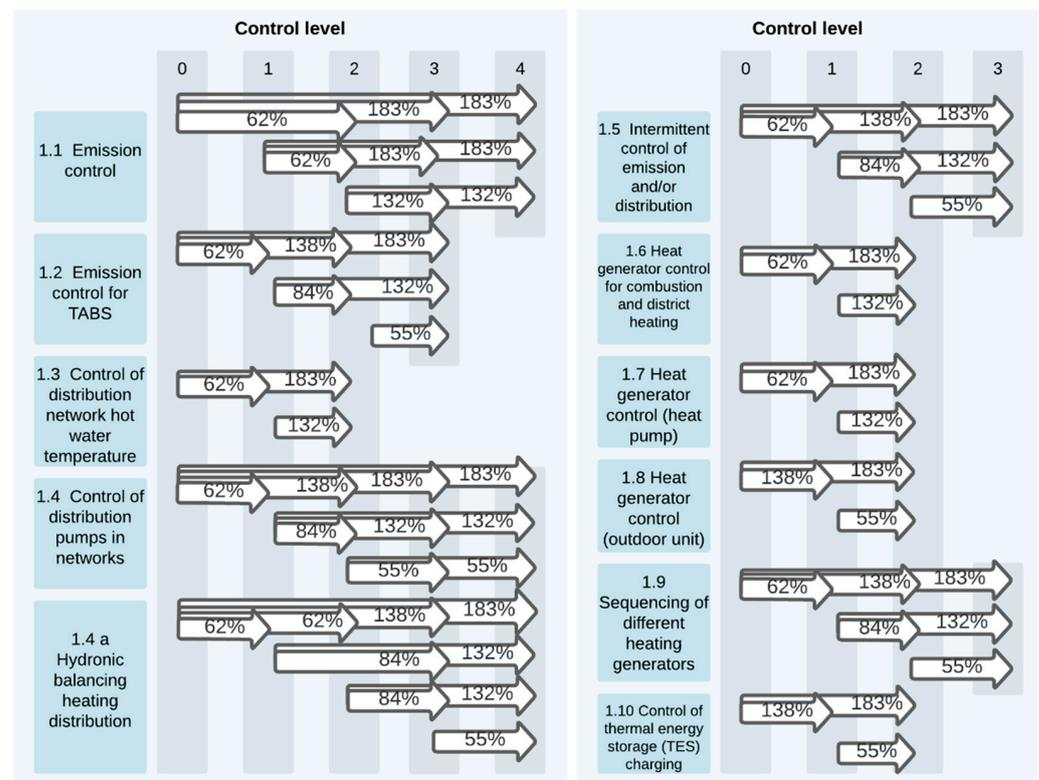 Control level
0 1 2 3 4
1.1 Emission
control
62% 183% 183%
62% 183% 183%
132% 132%
1.2 Emission
control for
TABS
62% 138% 183%
84% 132%
55%
1.3 Control of
distribution
network hot
water
temperature
62% 183%
132%
1.4 Control of
distribution
pumps in
networks
62% 138% 183% 183%
84% 132% 132%
55% 55%
1.4 a
Hydronic
balancing
heating
distribution
62% 62% 138% 183%
84% 132%
84% 132%
55%
Control level
0 1 2 3
1.5 Intermittent
control of
emission
and/or
distribution
62% 138% 183%
84% 132%
55%
1.6 Heat
generator control
for combustion
and district
heating
62% 183%
132%
1.7 Heat
generator
control (heat
pump)
62% 183%
132%
1.8 Heat
generator
control
(outdoor unit)
138% 183%
55%
1.9
Sequencing of
different
heating
generators
62% 138% 183%
84% 132%
55%
1.10 Control of
thermal energy
storage (TES)
charging
138% 183%
55%